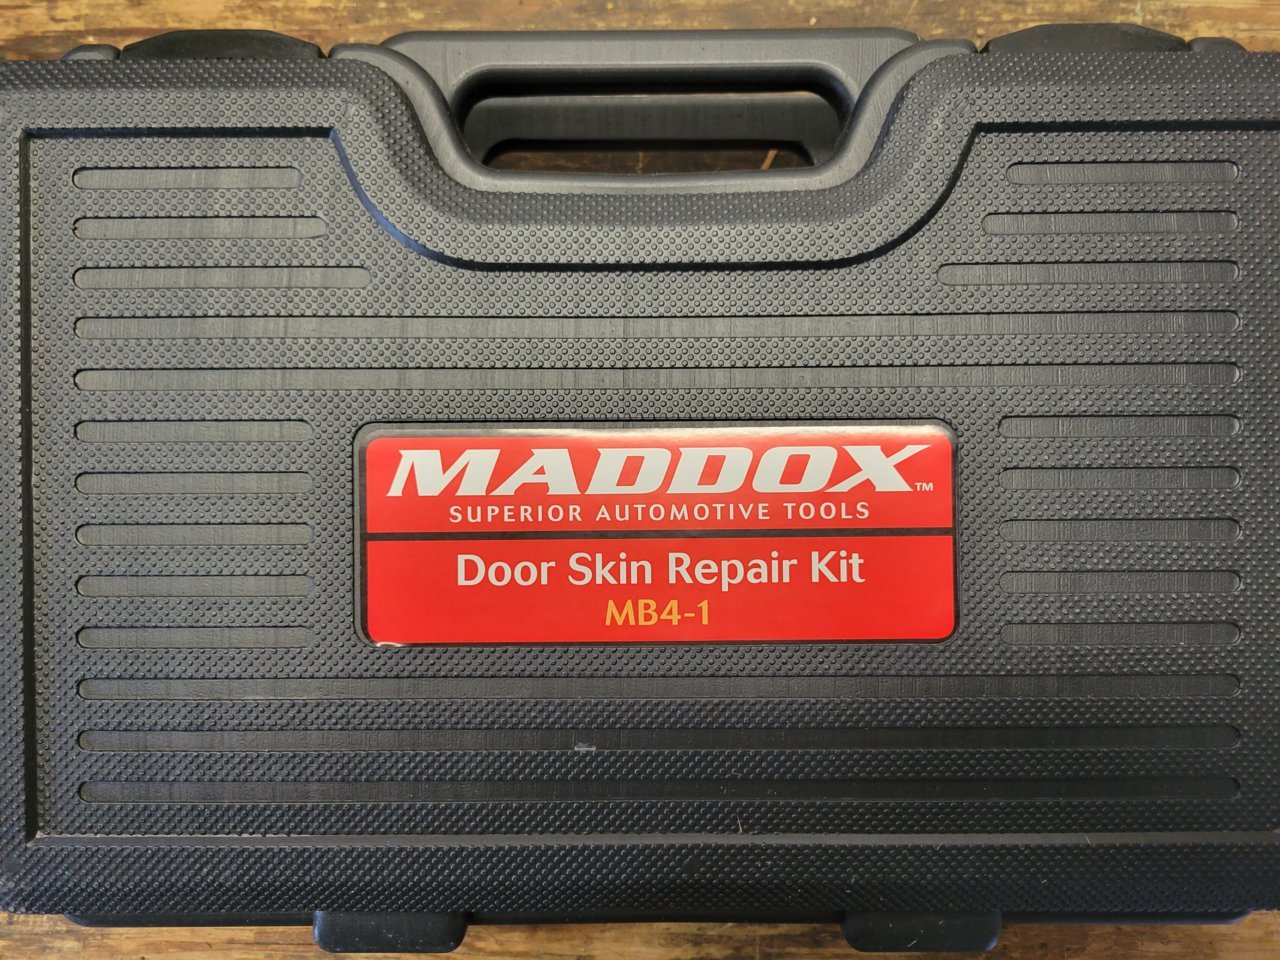 MADDOX™
SUPERIOR AUTOMOTIVE TOOLS
Door Skin Repair Kit
MB4-1